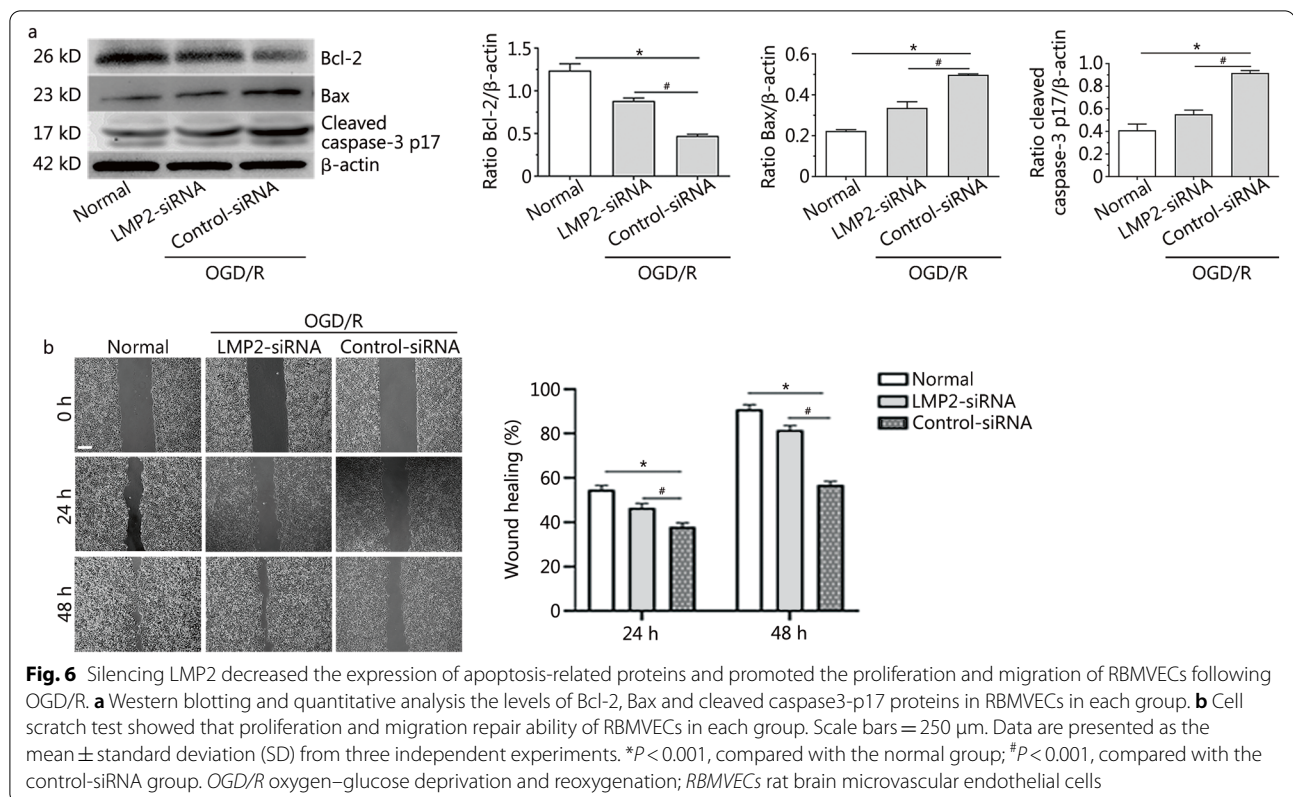 a
26 kD
Bcl-2
23 kD
Bax
17 kD
Cleaved
caspase-3 p17
42 kD
β-actin
Normal
LMP2-siRNA
Control-siRNA
OGD/R
Ratio Bcl-2/β-actin
1.5
1.0
0.5
0
*
#
Normal
LMP2-siRNA
Control-siRNA
OGD/R
Ratio Bax/β-actin
0.6
0.4
0.2
0.0
*
#
Normal
LMP2-siRNA
Control-siRNA
OGD/R
Ratio cleaved
caspase-3 p17/β-actin
1.0
0.8
0.6
0.4
0.2
0
*
#
Normal
LMP2-siRNA
Control-siRNA
OGD/R
b
OGD/R
Normal
LMP2-siRNA
Control-siRNA
0 h
24 h
48 h
Wound healing (%)
100
80
60
40
20
0
*
#
*
#
24 h
48 h
Normal
LMP2-siRNA
Control-siRNA
Fig. 6 Silencing LMP2 decreased the expression of apoptosis-related proteins and promoted the proliferation and migration of RBMVECs following
OGD/R. a Western blotting and quantitative analysis the levels of Bcl-2, Bax and cleaved caspase3-p17 proteins in RBMVECs in each group. b Cell
scratch test showed that proliferation and migration repair ability of RBMVECs in each group. Scale bars = 250 μm. Data are presented as the
mean ± standard deviation (SD) from three independent experiments. *P < 0.001, compared with the normal group; #P < 0.001, compared with the
control-siRNA group. OGD/R oxygen–glucose deprivation and reoxygenation; RBMVECs rat brain microvascular endothelial cells